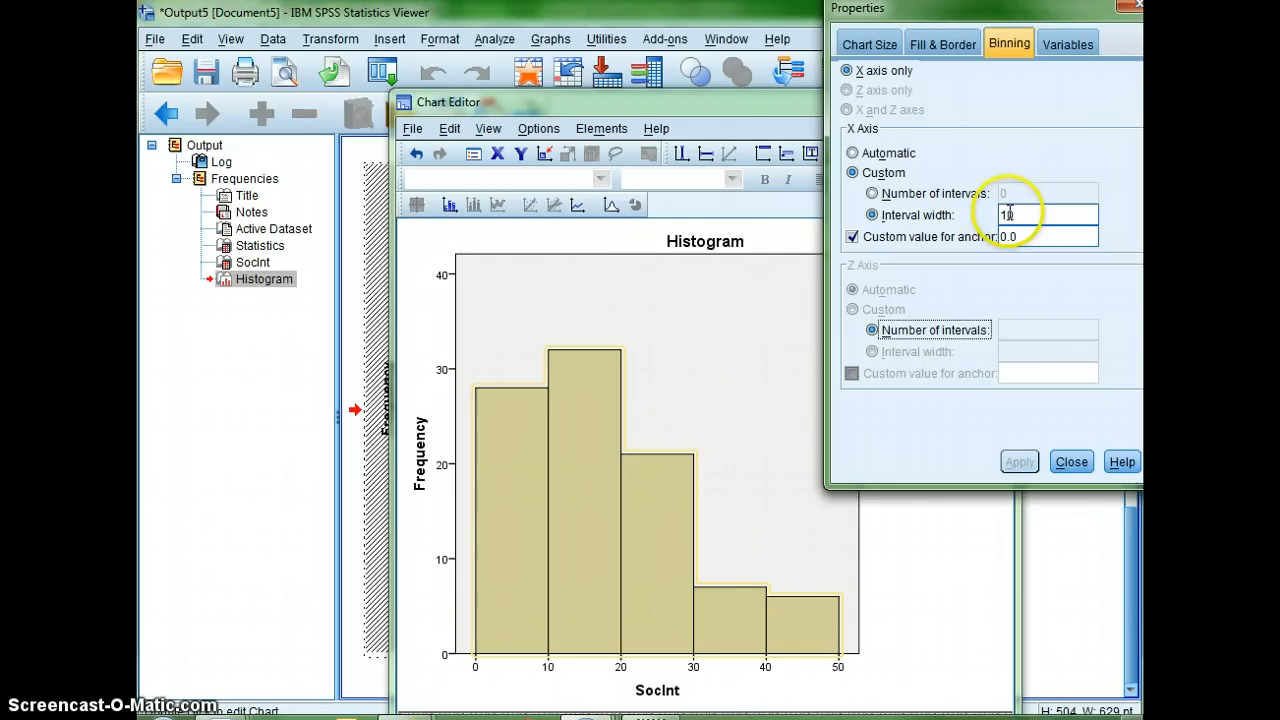 *Output5 [Document5] - IBM SPSS Statistics Viewer
File Edit View Data Transform Insert Format Analyze Graphs Utilities Add-ons Window Help
Output
Log
Frequencies
Title
Notes
Active Dataset
Statistics
SocInt
Histogram
Frequency
Chart Editor
File Edit View Options Elements Help
X Y
B I
Histogram
Frequency
40
30
20
10
0
0 10 20 30 40 50
SocInt
Properties
Chart Size Fill & Border Binning Variables
X axis only
Z axis only
X and Z axes
X Axis
Automatic
Custom
Number of intervals: 0
Interval width:
Custom value for anchor: 0.0
Z Axis
Automatic
Custom
Number of intervals:
Interval width:
Custom value for anchor:
Apply Close Help
to edit Chart
H: 504, W: 629 pt.
Screencast-O-Matic.com